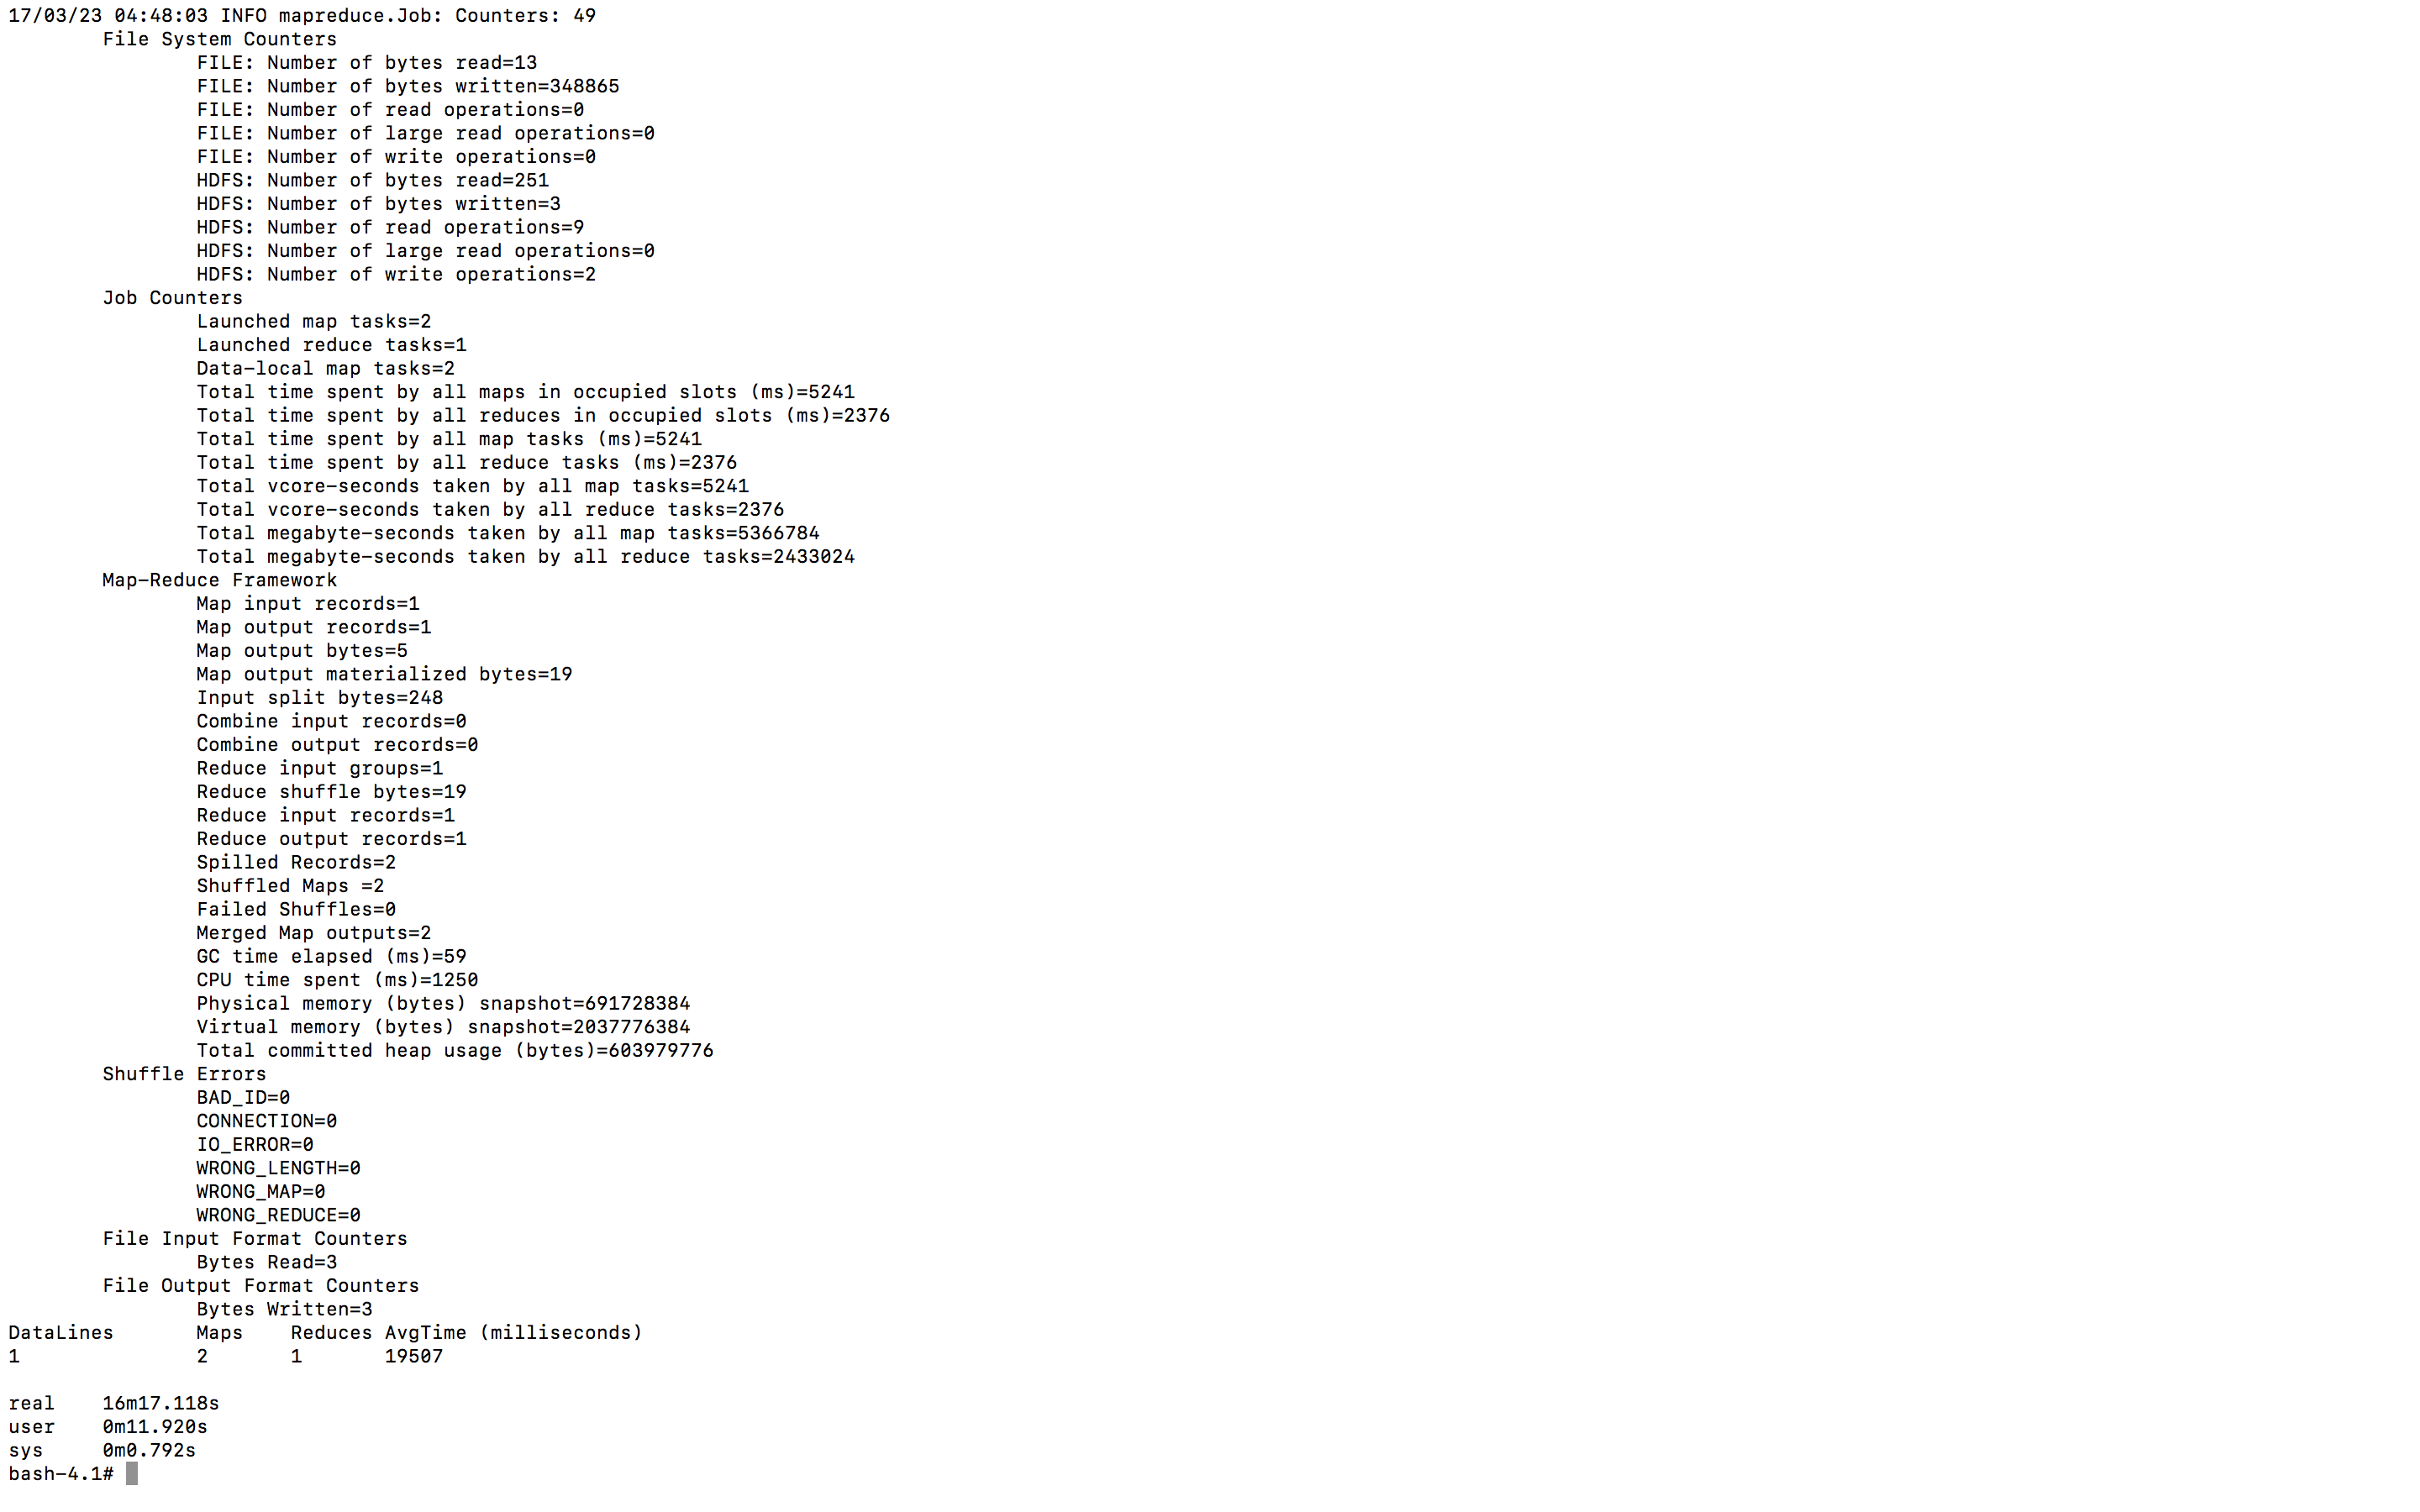 17/03/23 04:48:03 INFO mapreduce.Job: Counters: 49
File System Counters
FILE: Number of bytes read=13
FILE: Number of bytes written=348865
FILE: Number of read operations=0
FILE: Number of large read operations=0
FILE: Number of write operations=0
HDFS: Number of bytes read=251
HDFS: Number of bytes written=3
HDFS: Number of read operations=9
HDFS: Number of large read operations=0
HDFS: Number of write operations=2
Job Counters
Launched map tasks=2
Launched reduce tasks=1
Data-local map tasks=2
Total time spent by all maps in occupied slots (ms)=5241
Total time spent by all reduces in occupied slots (ms)=2376
Total time spent by all map tasks (ms)=5241
Total time spent by all reduce tasks (ms)=2376
Total vcore-seconds taken by all map tasks=5241
Total vcore-seconds taken by all reduce tasks=2376
Total megabyte-seconds taken by all map tasks=5366784
Total megabyte-seconds taken by all reduce tasks=2433024
Map-Reduce Framework
Map input records=1
Map output records=1
Map output bytes=5
Map output materialized bytes=19
Input split bytes=248
Combine input records=0
Combine output records=0
Reduce input groups=1
Reduce shuffle bytes=19
Reduce input records=1
Reduce output records=1
Spilled Records=2
Shuffled Maps =2
Failed Shuffles=0
Merged Map outputs=2
GC time elapsed (ms)=59
CPU time spent (ms)=1250
Physical memory (bytes) snapshot=691728384
Virtual memory (bytes) snapshot=2037776384
Total committed heap usage (bytes)=603979776
Shuffle Errors
BAD_ID=0
CONNECTION=0
IO_ERROR=0
WRONG_LENGTH=0
WRONG_MAP=0
WRONG_REDUCE=0
File Input Format Counters
Bytes Read=3
File Output Format Counters
Bytes Written=3
DataLines Maps Reduces AvgTime (milliseconds)
1 2 1 19507
real 16m17.118s
user 0m11.920s
sys 0m0.792s
bash-4.1#